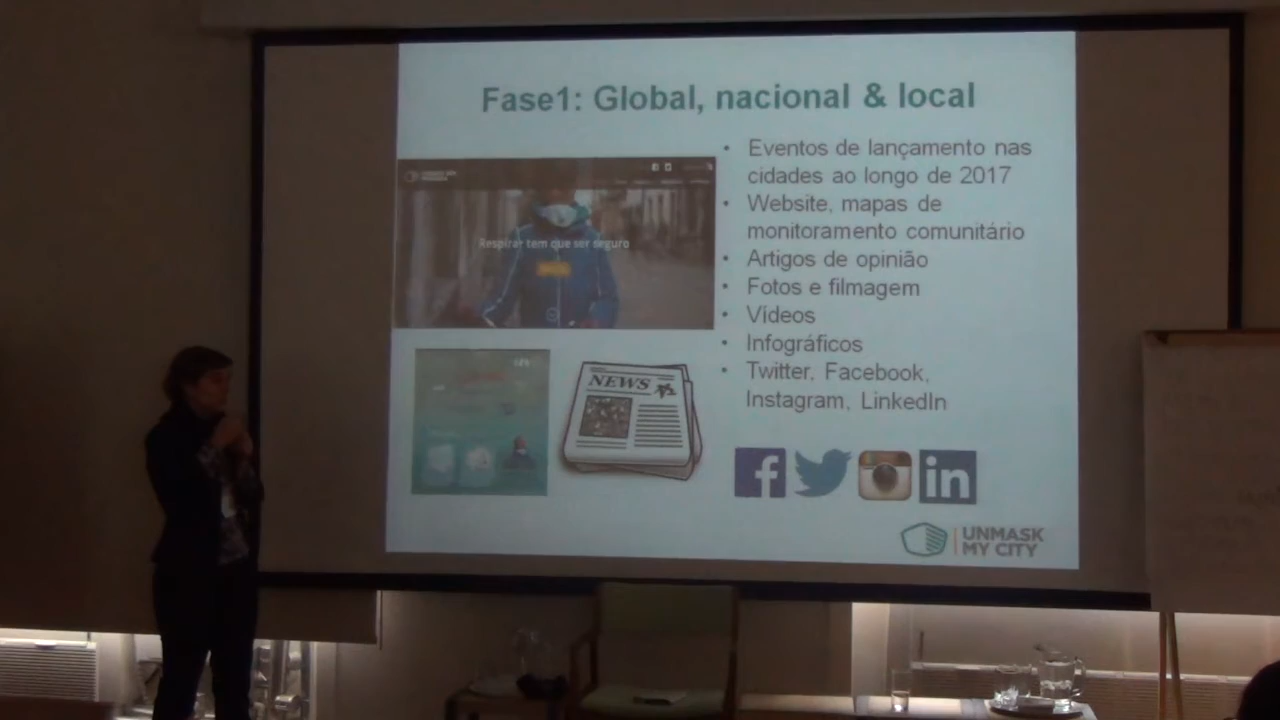 Fase1: Global, nacional & local
• Eventos de lançamento nas
cidades ao longo de 2017
• Website, mapas de
monitoramento comunitário
• Artigos de opinião
• Fotos e filmagem
• Vídeos
• Infográficos
• Twitter, Facebook,
Instagram, LinkedIn
Respirar tem que ser seguro
NEWS
f
in
UNMASK
MY CITY